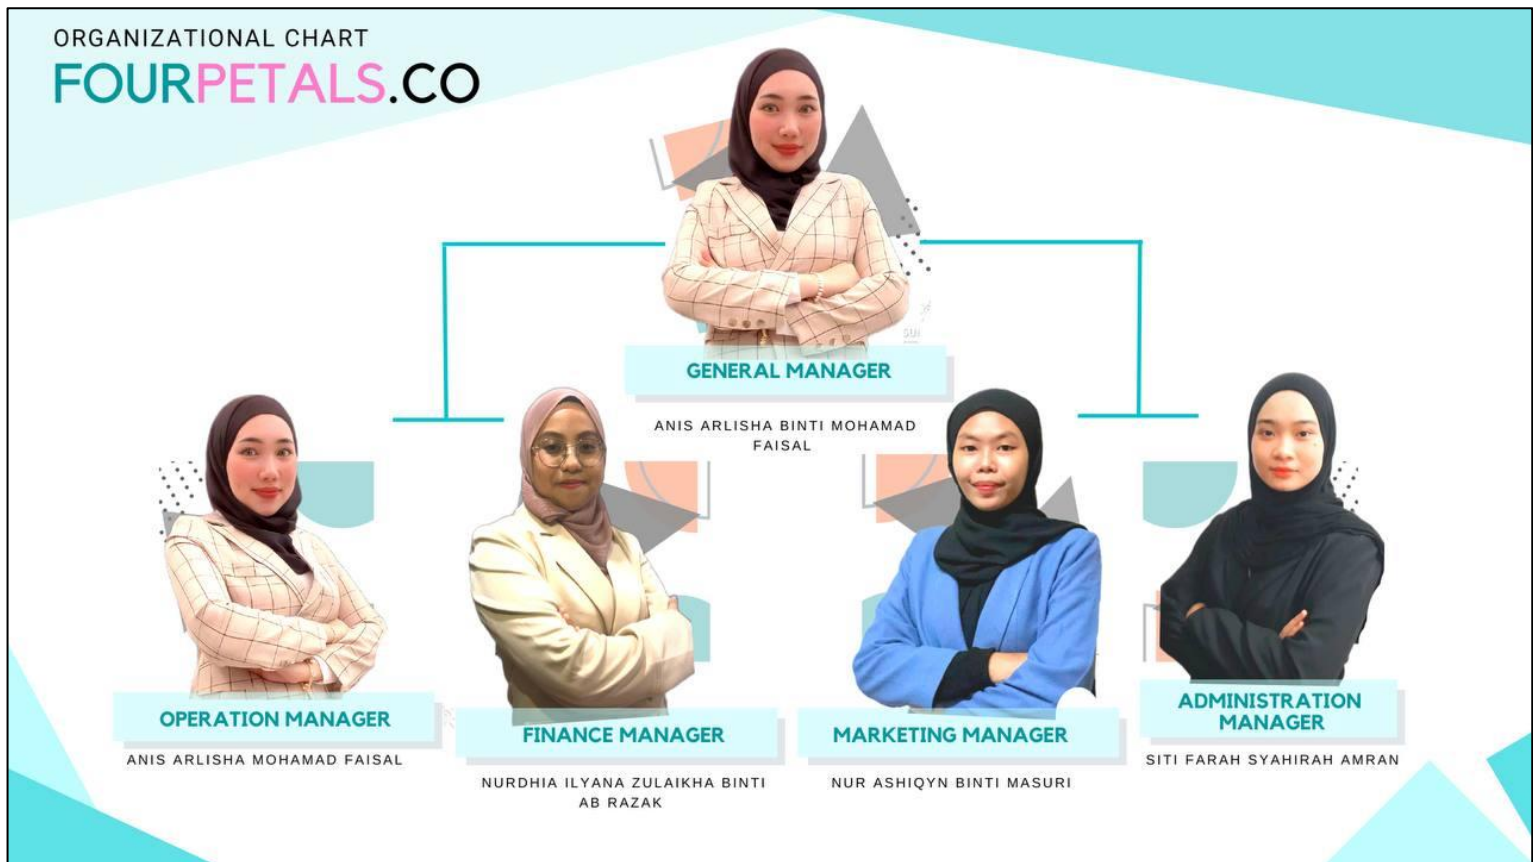 ORGANIZATIONAL CHART
FOURPETALS.CO
GENERAL MANAGER
ANIS ARLISHA BINTI MOHAMAD
FAISAL
OPERATION MANAGER
ANIS ARLISHA MOHAMAD FAISAL
FINANCE MANAGER
NURDHIA ILYANA ZULAIKHA BINTI
AB RAZAK
MARKETING MANAGER
NUR ASHIQYN BINTI MASURI
ADMINISTRATION
MANAGER
SITI FARAH SYAHIRAH AMRAN